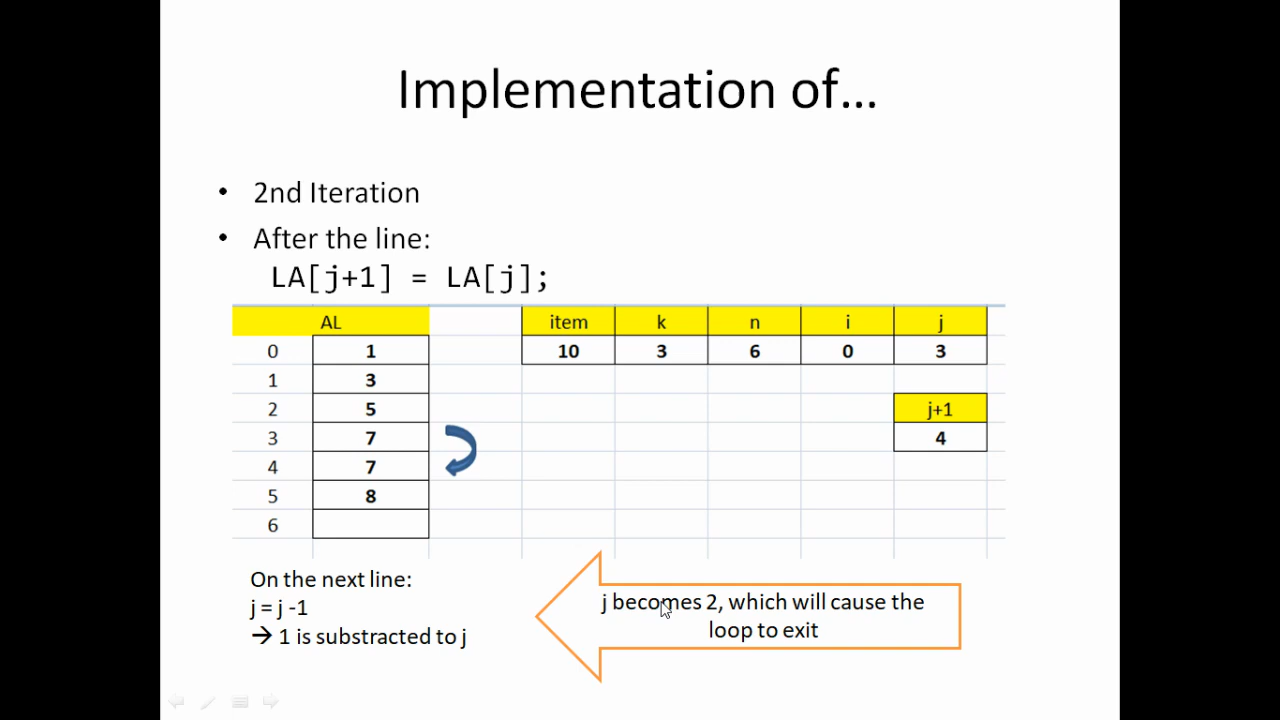 Implementation of...
• 2nd Iteration
• After the line:
LA[j+1] = LA[j];
AL item k n i j
0 1 10 3 6 0 3
1 3
2 5 j+1
3 7 4
4 7
5 8
6
On the next line:
j = j -1
→ 1 is substracted to j
j becomes 2, which will cause the
loop to exit